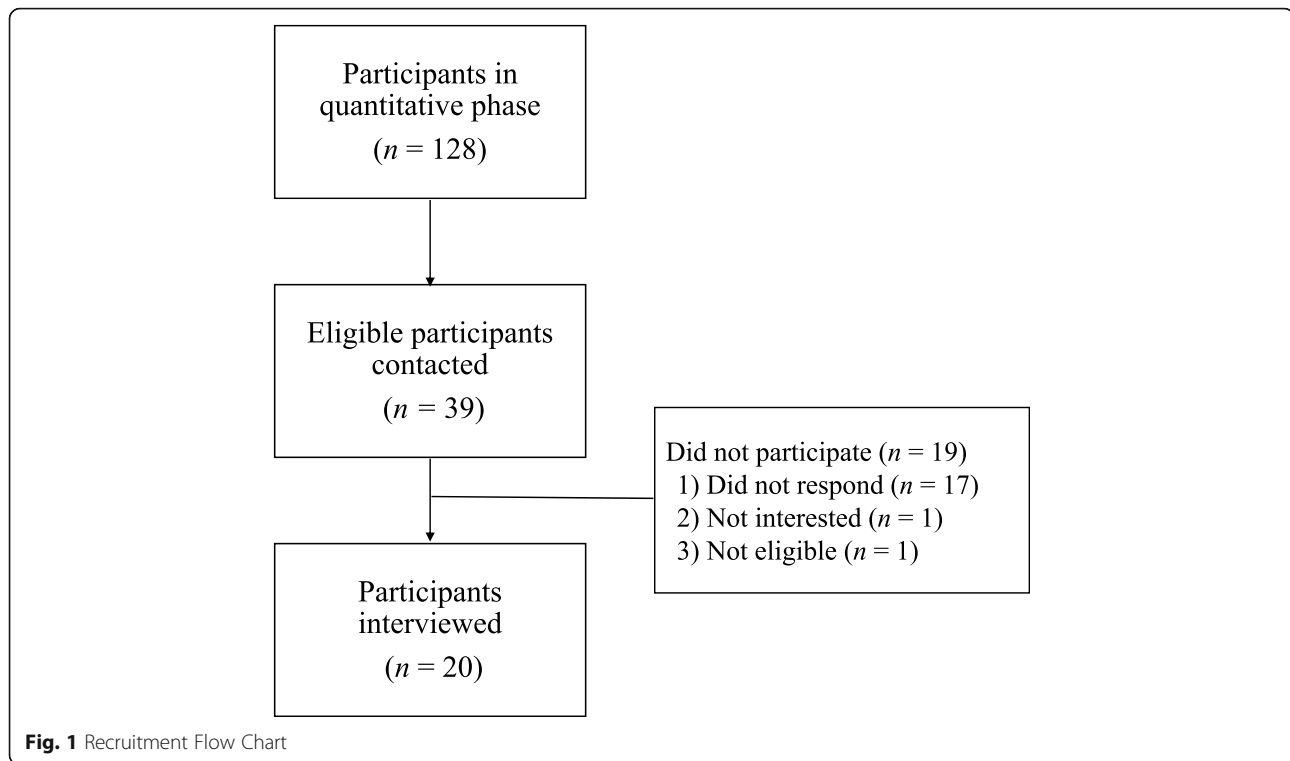 Participants in
quantitative phase
(n = 128)
Eligible participants
contacted
(n = 39)
Did not participate (n = 19)
1) Did not respond (n = 17)
2) Not interested (n = 1)
3) Not eligible (n = 1)
Participants
interviewed
(n = 20)
Fig. 1 Recruitment Flow Chart